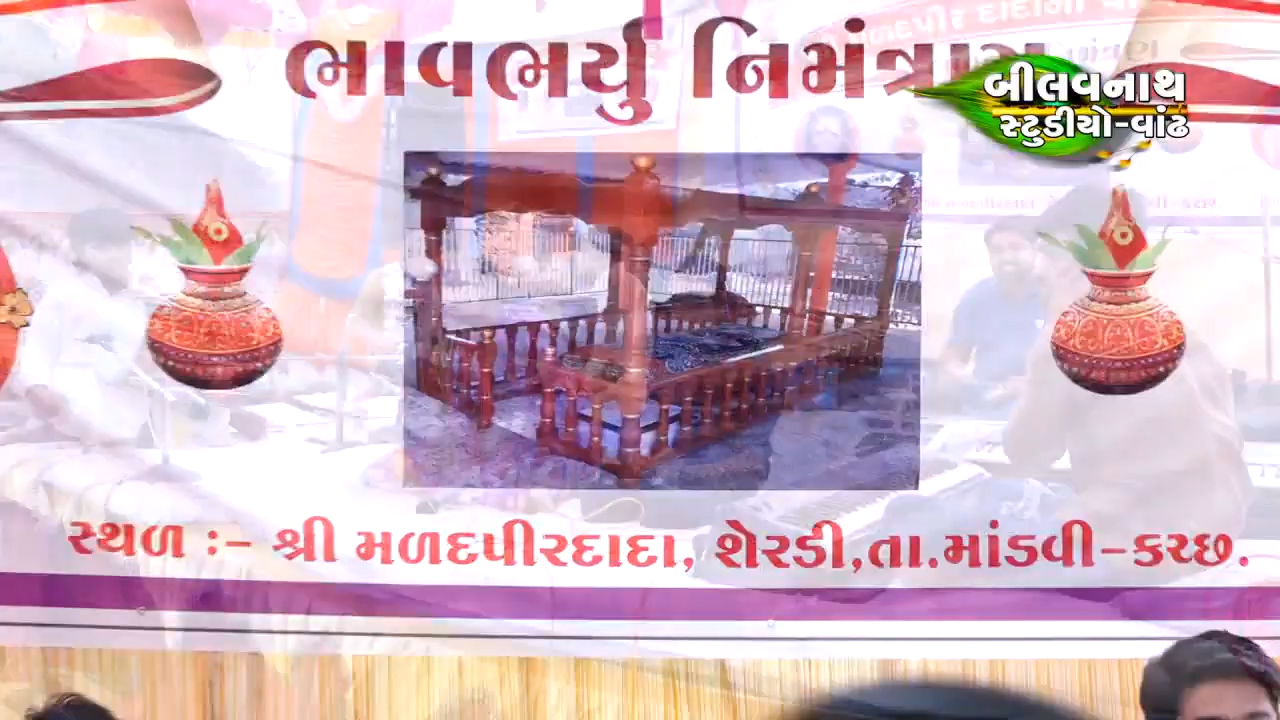 ભાવભર્યુ નિમંત્રણ
બીલવનાથ
સ્ટુડીયો-વાંઢ
સ્થળ :- શ્રી મળદપીરદાદા, શેરડી,તા.માંડવી-કચ્છ.